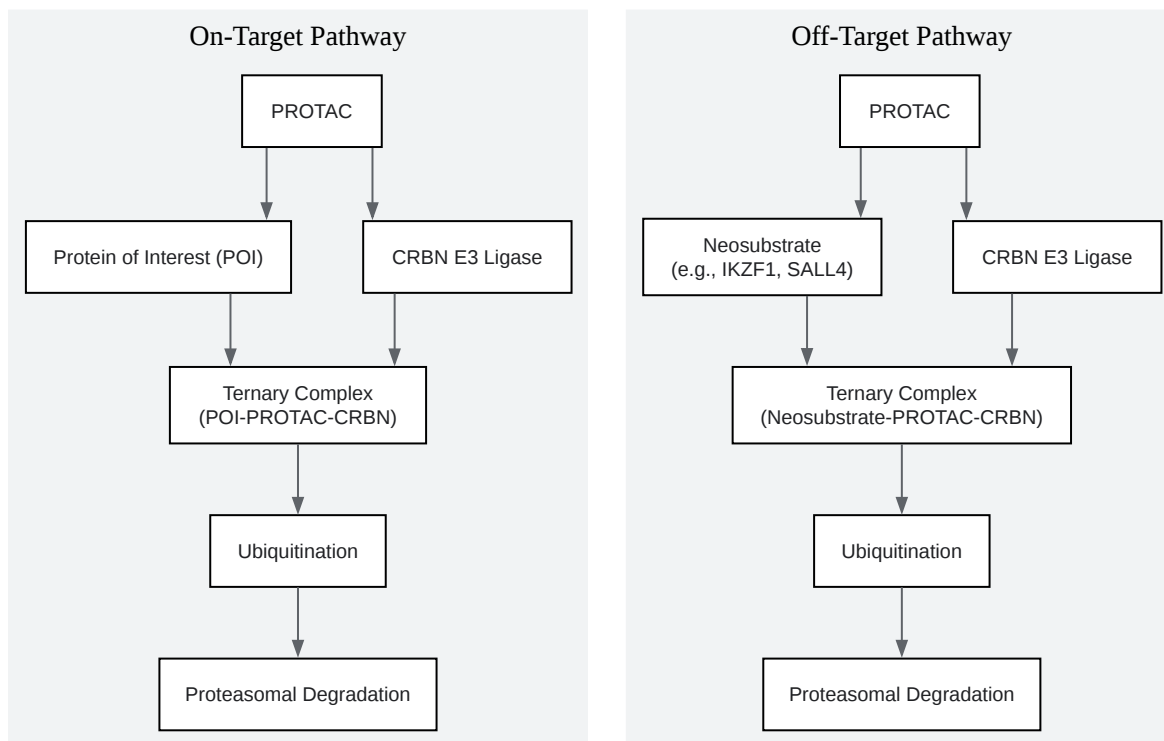 On-Target Pathway
PROTAC
Protein of Interest (POI)
CRBN E3 Ligase
Ternary Complex
(POI-PROTAC-CRBN)
Ubiquitination
Proteasomal Degradation
Off-Target Pathway
PROTAC
Neosubstrate
(e.g., IKZF1, SALL4)
CRBN E3 Ligase
Ternary Complex
(Neosubstrate-PROTAC-CRBN)
Ubiquitination
Proteasomal Degradation